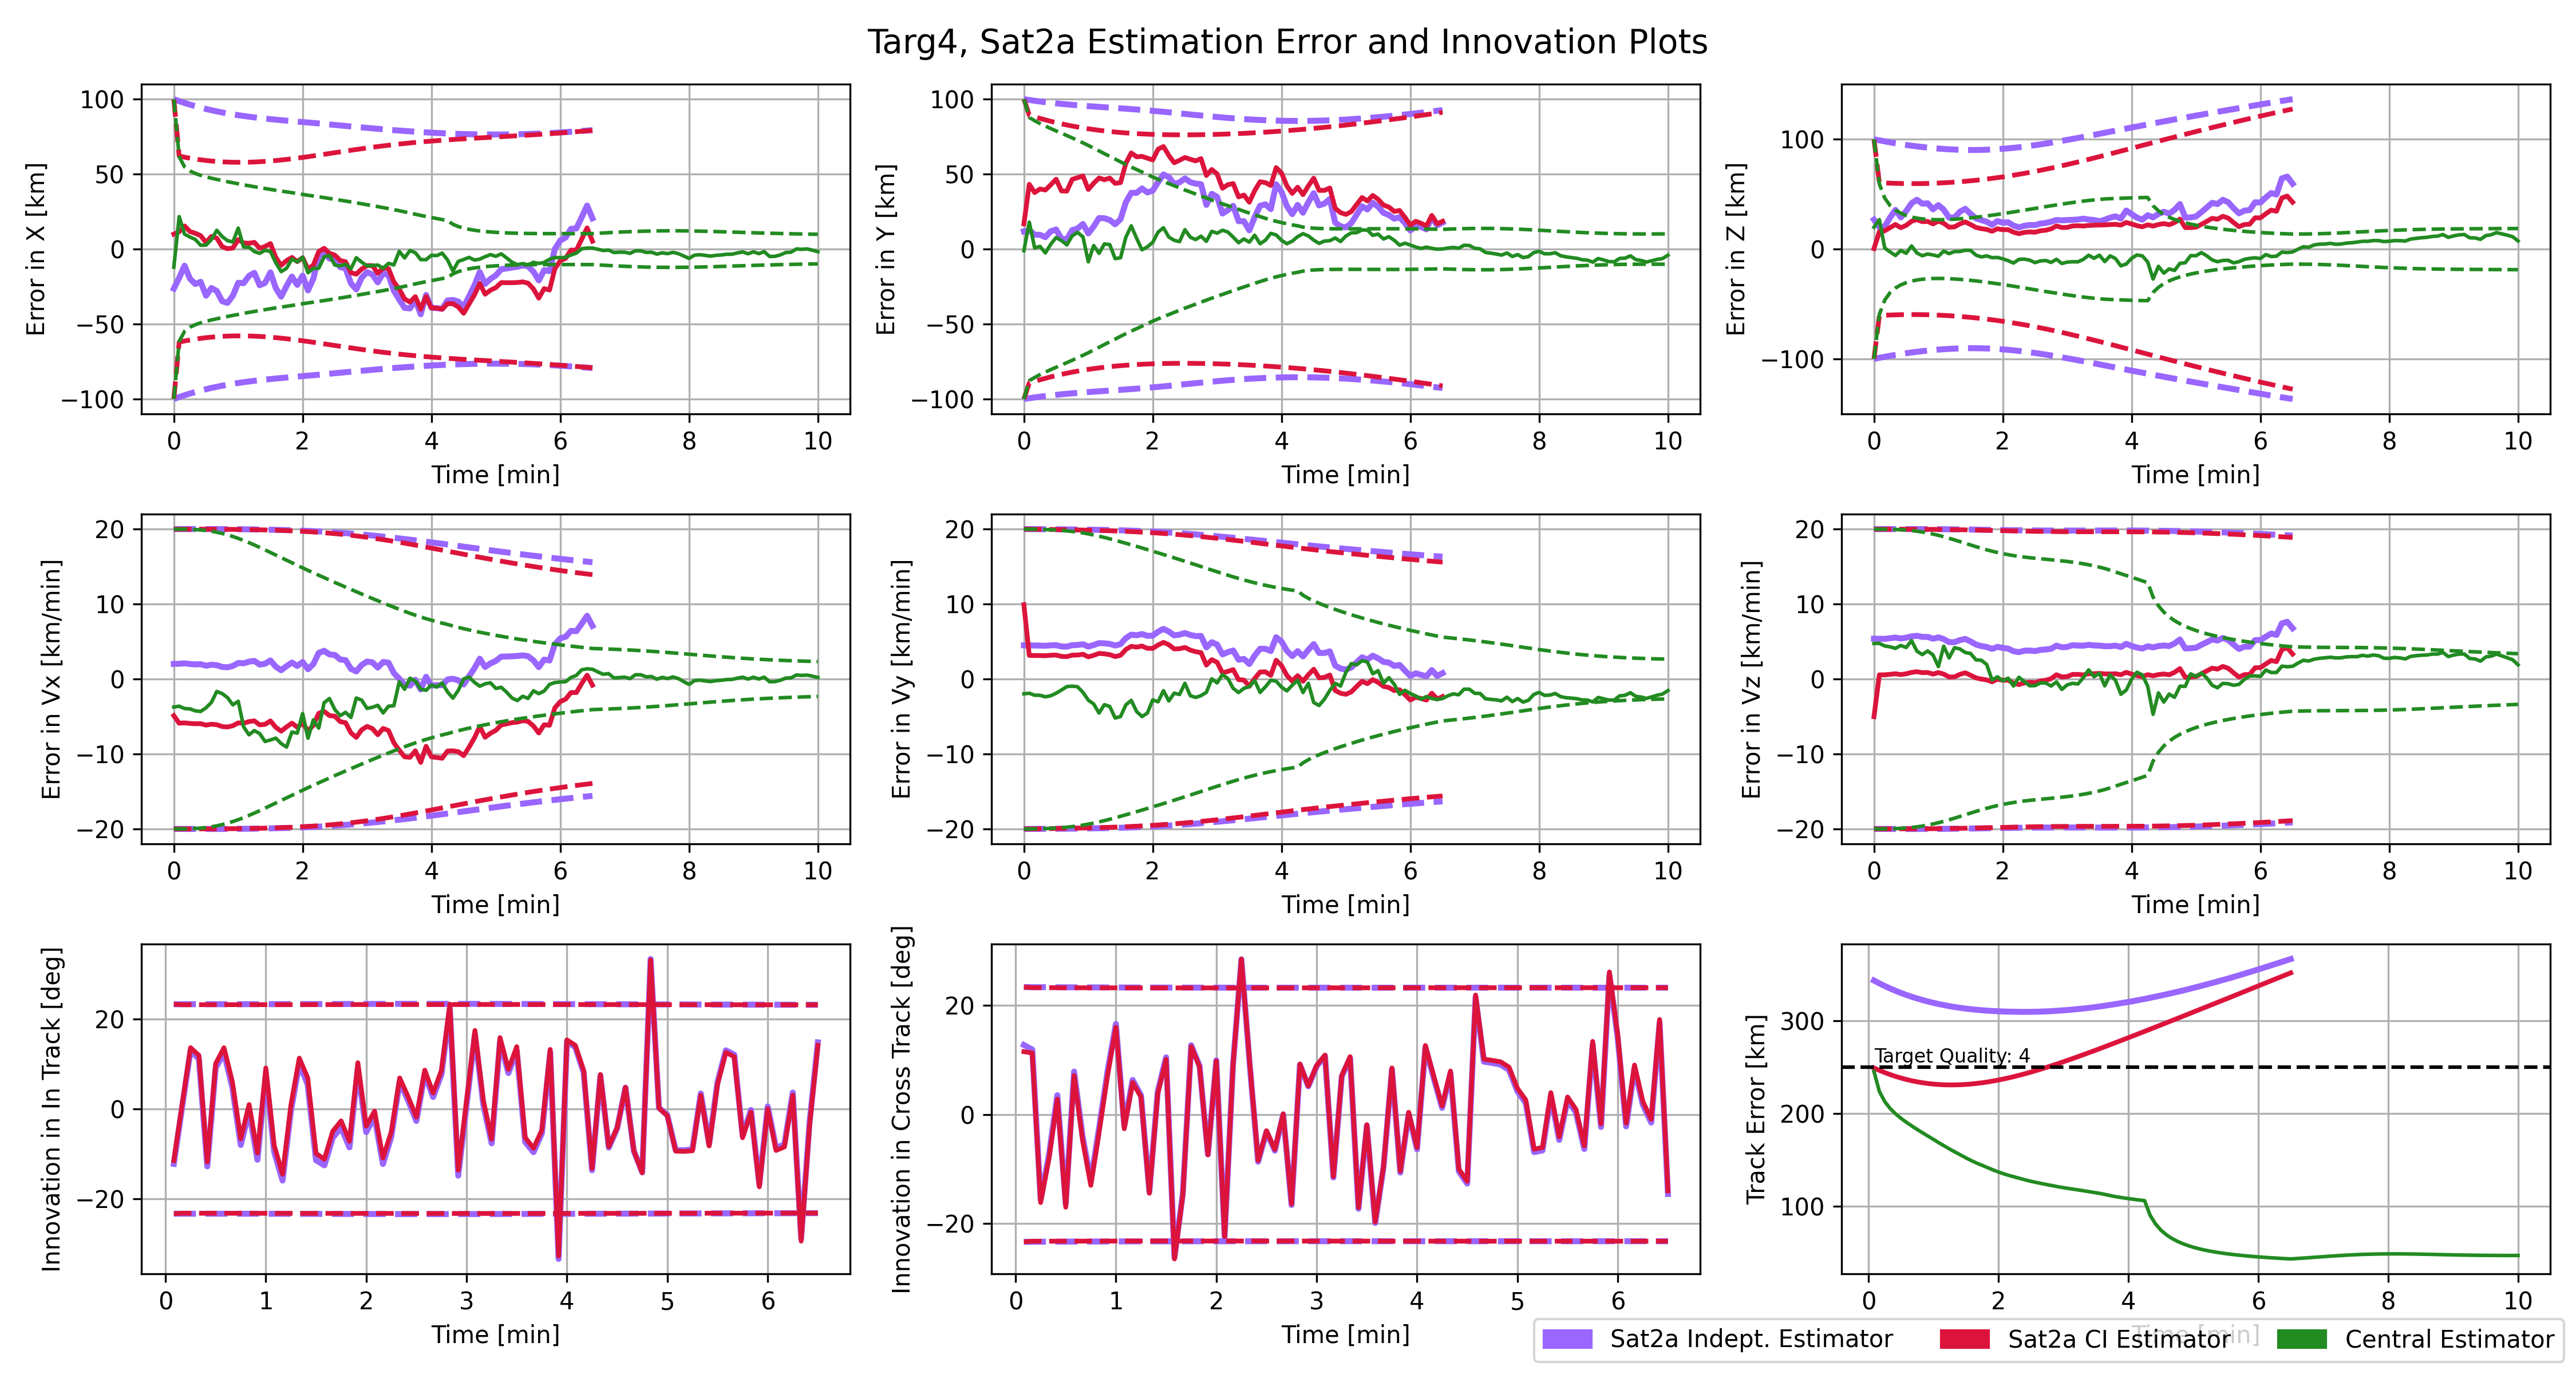 Targ4, Sat2a Estimation Error and Innovation Plots
Error in X [km]
100
50
0
−50
−100
0 2 4 6 8 10
Time [min]
Error in Y [km]
100
50
0
−50
−100
0 2 4 6 8 10
Time [min]
Error in Z [km]
100
0
−100
0 2 4 6 8 10
Time [min]
Error in Vx [km/min]
20
10
0
−10
−20
0 2 4 6 8 10
Time [min]
Error in Vy [km/min]
20
10
0
−10
−20
0 2 4 6 8 10
Time [min]
Error in Vz [km/min]
20
10
0
−10
−20
0 2 4 6 8 10
Time [min]
Innovation in In Track [deg]
20
0
−20
0 1 2 3 4 5 6
Time [min]
Innovation in Cross Track [deg]
20
0
−20
0 1 2 3 4 5 6
Time [min]
Track Error [km]
300
200
100
Target Quality: 4
0 2 4 6 8 10
Time [min]
Sat2a Indept. Estimator
Sat2a CI Estimator
Central Estimator